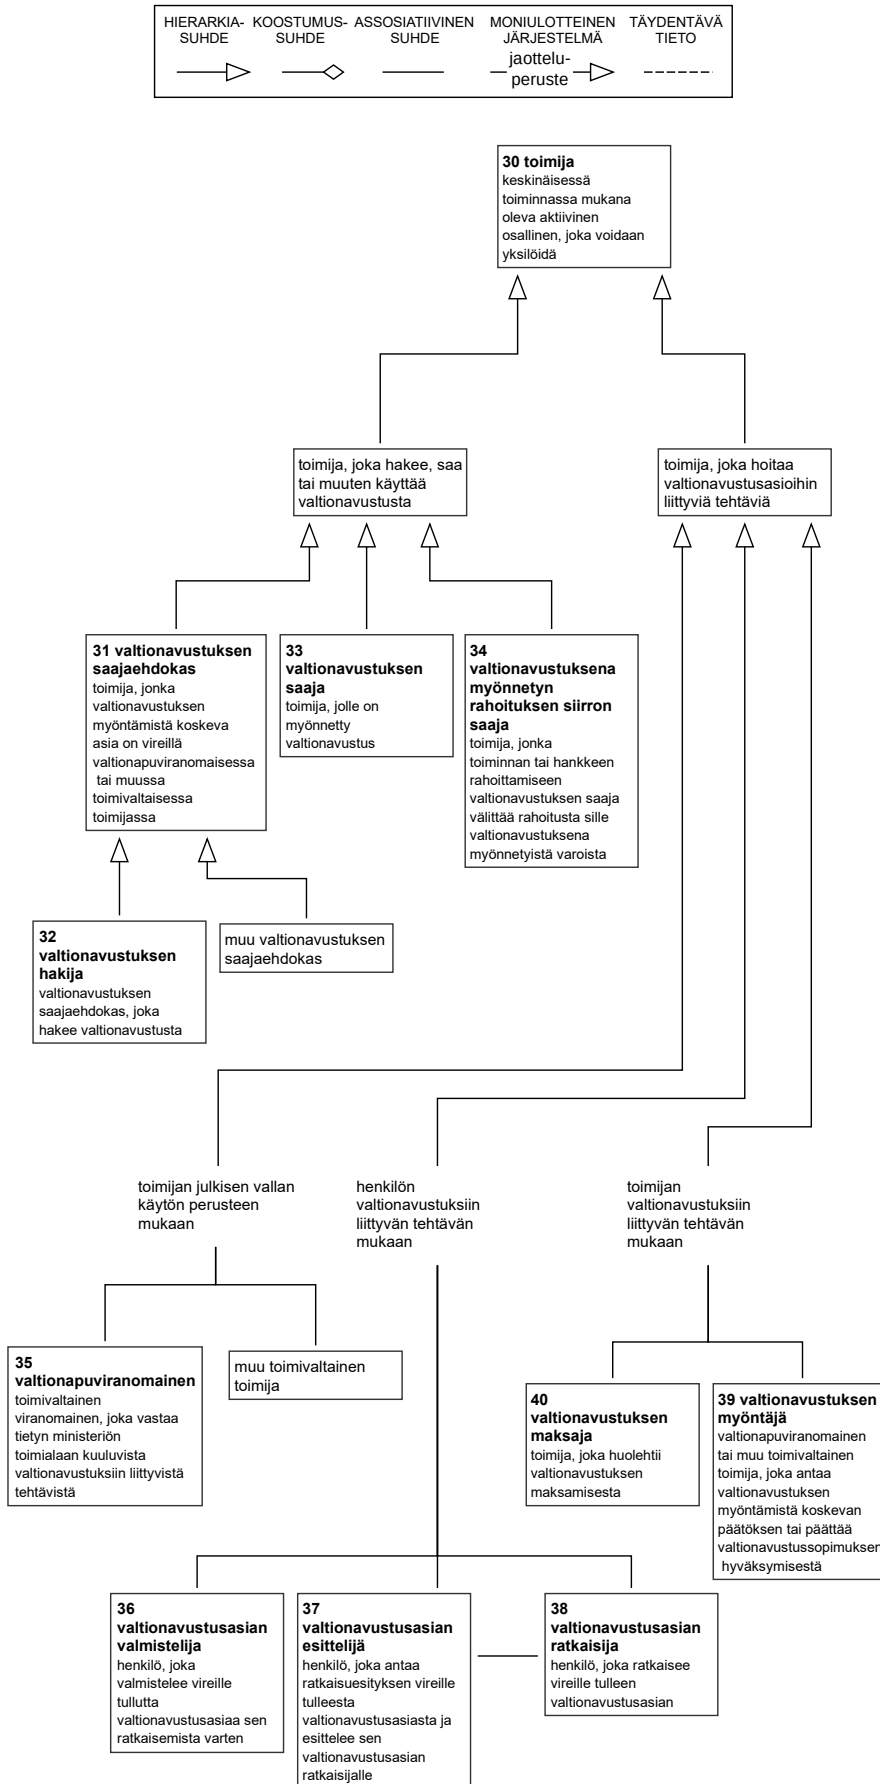 HIERARKIA-
SUHDE
KOOSTUMUS-
SUHDE
ASSOSIATIIVINEN
SUHDE
MONIULOTTEINEN
JÄRJESTELMÄ
jaottelu-
peruste
TÄYDENTÄVÄ
TIETO
30 toimija
keskinäisessä
toiminnassa mukana
oleva aktiivinen
osallinen, joka voidaan
yksilöidä
toimija, joka hakee, saa
tai muuten käyttää
valtionavustusta
toimija, joka hoitaa
valtionavustusasioihin
liittyviä tehtäviä
31 valtionavustuksen
saajaehdokas
toimija, jonka
valtionavustuksen
myöntämistä koskeva
asia on vireillä
valtionapuviranomaisessa
tai muussa
toimivaltaisessa
toimijassa
33
valtionavustuksen
saaja
toimija, jolle on
myönnetty
valtionavustus
34
valtionavustuksena
myönnetyn
rahoituksen siirron
saaja
toimija, jonka
toiminnan tai hankkeen
rahoittamiseen
valtionavustuksen saaja
välittää rahoitusta sille
valtionavustuksena
myönnetyistä varoista
32
valtionavustuksen
hakija
valtionavustuksen
saajaehdokas, joka
hakee valtionavustusta
muu valtionavustuksen
saajaehdokas
toimijan julkisen vallan
käytön perusteen
mukaan
henkilön
valtionavustuksiin
liittyvän tehtävän
mukaan
toimijan
valtionavustuksiin
liittyvän tehtävän
mukaan
35
valtionapuviranomainen
toimivaltainen
viranomainen, joka vastaa
tietyn ministeriön
toimialaan kuuluvista
valtionavustuksiin liittyvistä
tehtävistä
muu toimivaltainen
toimija
40
valtionavustuksen
maksaja
toimija, joka huolehtii
valtionavustuksen
maksamisesta
39 valtionavustuksen
myöntäjä
valtionapuviranomainen
tai muu toimivaltainen
toimija, joka antaa
valtionavustuksen
myöntämistä koskevan
päätöksen tai päättää
valtionavustussopimuksen
hyväksymisestä
36
valtionavustusasian
valmistelija
henkilö, joka
valmistelee vireille
tullutta
valtionavustusasiaa sen
ratkaisemista varten
37
valtionavustusasian
esittelijä
henkilö, joka antaa
ratkaisuesityksen vireille
tulleesta
valtionavustusasiasta ja
esittelee sen
valtionavustusasian
ratkaisijalle
38
valtionavustusasian
ratkaisija
henkilö, joka ratkaisee
vireille tulleen
valtionavustusasian